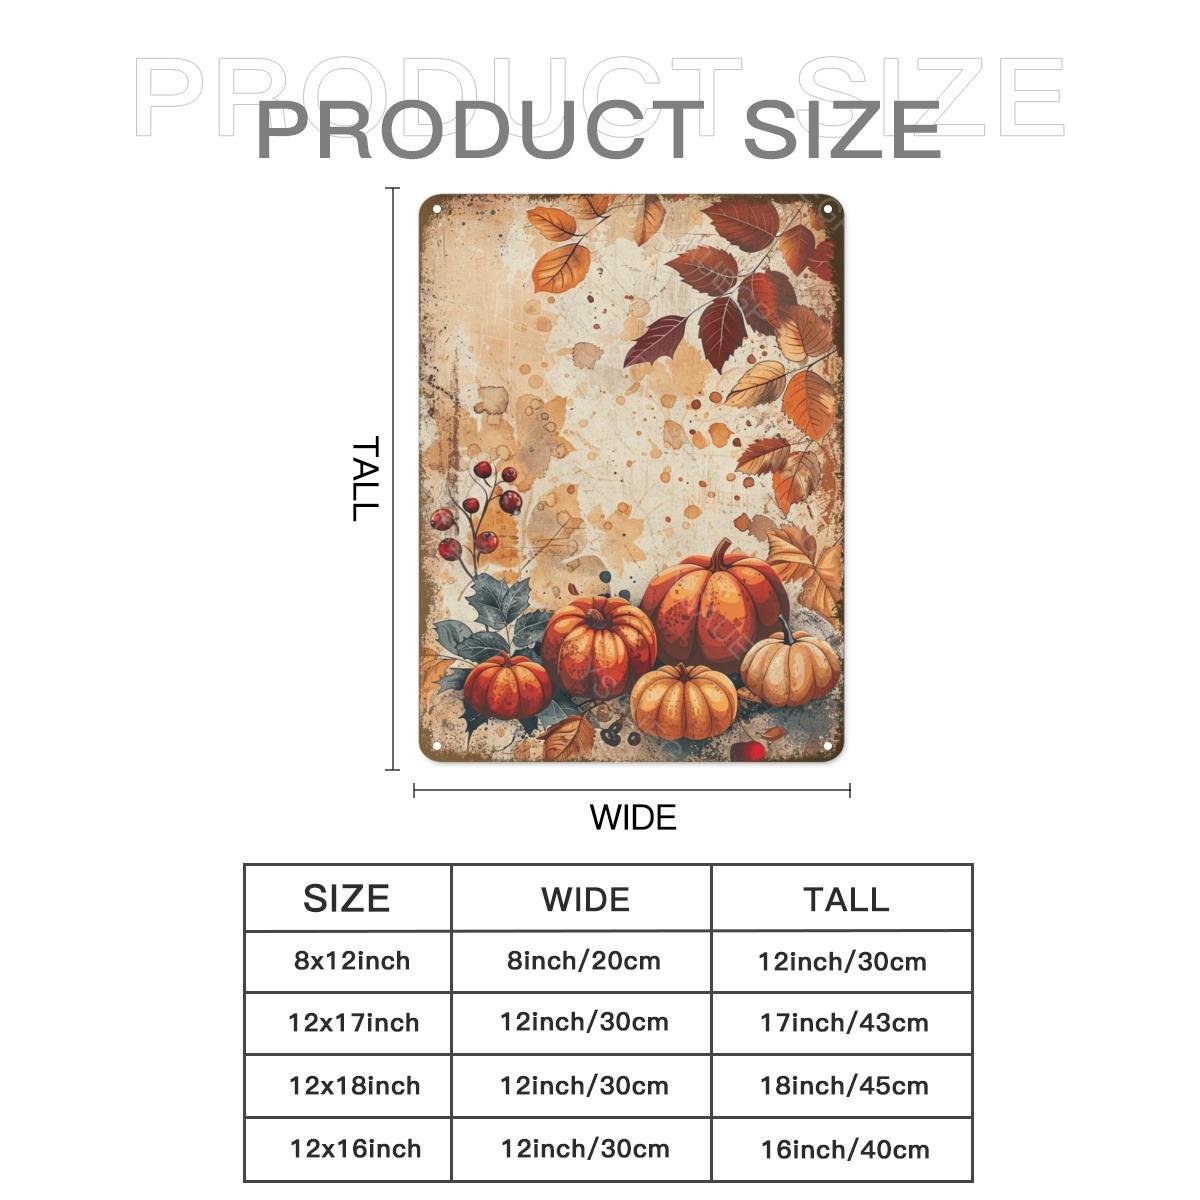 PRODUCT SIZE
PRODUCT SIZE
TALL
WIDE
SIZE WIDE TALL
8x12inch 8inch/20cm 12inch/30cm
12x17inch 12inch/30cm 17inch/43cm
12x18inch 12inch/30cm 18inch/45cm
12x16inch 12inch/30cm 16inch/40cm